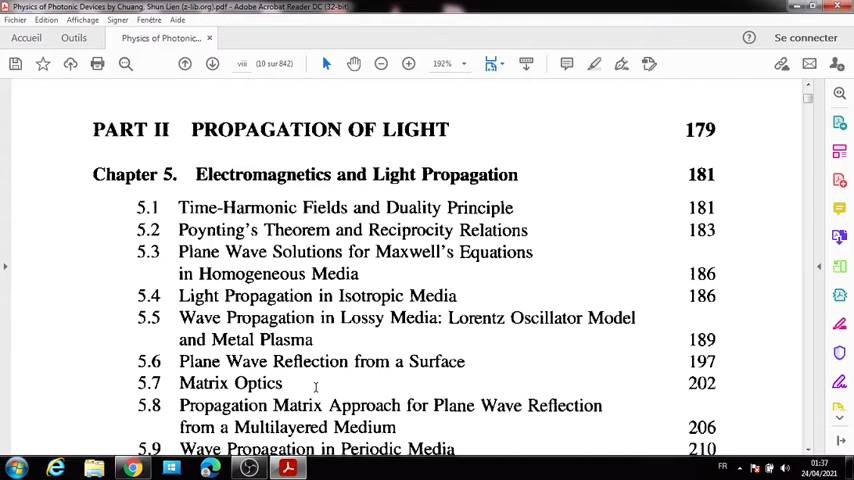 Physics of Photonic Devices by Chuang, Shun Lien (z-lib.org).pdf - Adobe Acrobat Reader DC (32-bit)
Fichier Edition Affichage Signer Fenêtre Aide
Accueil Outils Physics of Photonic... × Se connecter
viii (10 sur 842) 192%
PART II PROPAGATION OF LIGHT 179
Chapter 5. Electromagnetics and Light Propagation 181
5.1 Time-Harmonic Fields and Duality Principle 181
5.2 Poynting's Theorem and Reciprocity Relations 183
5.3 Plane Wave Solutions for Maxwell's Equations
in Homogeneous Media 186
5.4 Light Propagation in Isotropic Media 186
5.5 Wave Propagation in Lossy Media: Lorentz Oscillator Model
and Metal Plasma 189
5.6 Plane Wave Reflection from a Surface 197
5.7 Matrix Optics 202
5.8 Propagation Matrix Approach for Plane Wave Reflection
from a Multilayered Medium 206
5.9 Wave Propagation in Periodic Media 210
FR 01:37
24/04/2021